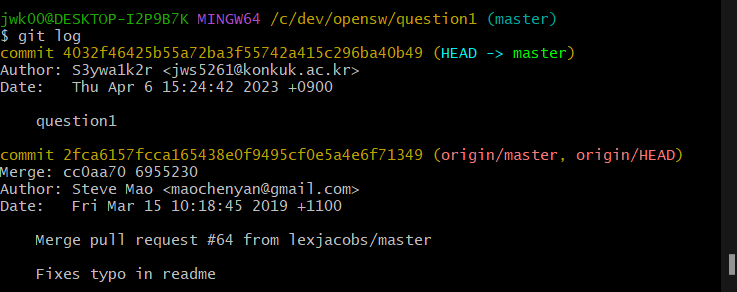 jwk00@DESKTOP-I2P9B7K MINGW64 /c/dev/opensw/question1 (master)
$ git log
commit 4032f46425b55a72ba3f55742a415c296ba40b49 (HEAD -> master)
Author: S3ywa1k2r <jws5261@konkuk.ac.kr>
Date:   Thu Apr 6 15:24:42 2023 +0900

    question1

commit 2fca6157fcca165438e0f9495cf0e5a4e6f71349 (origin/master, origin/HEAD)
Merge: cc0aa70 6955230
Author: Steve Mao <maochenyan@gmail.com>
Date:   Fri Mar 15 10:18:45 2019 +1100

    Merge pull request #64 from lexjacobs/master

    Fixes typo in readme